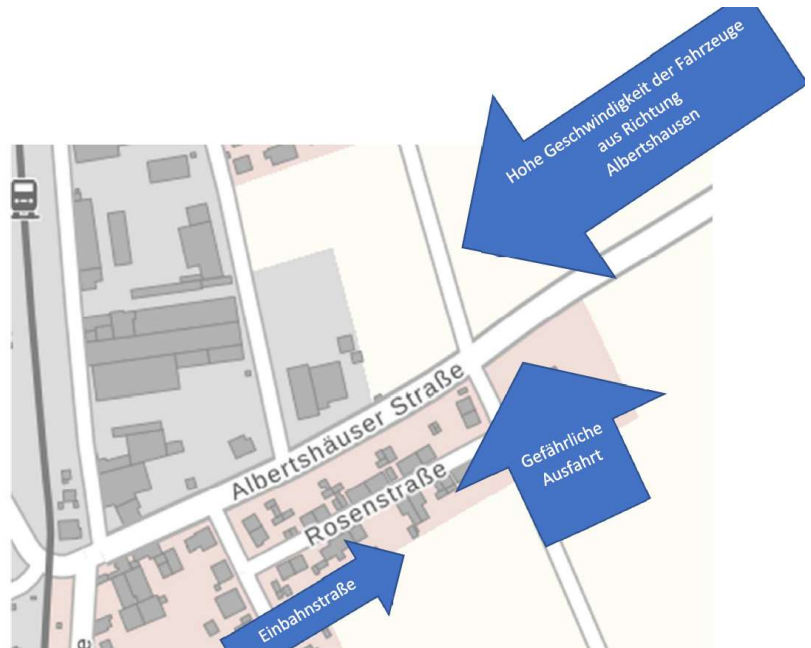 Hohe Geschwindigkeit der Fahrzeuge
aus Richtung
Albertshausen
Albertshäuser Straße
Rosenstraße
Gefährliche
Ausfahrt
Einbahnstraße
e